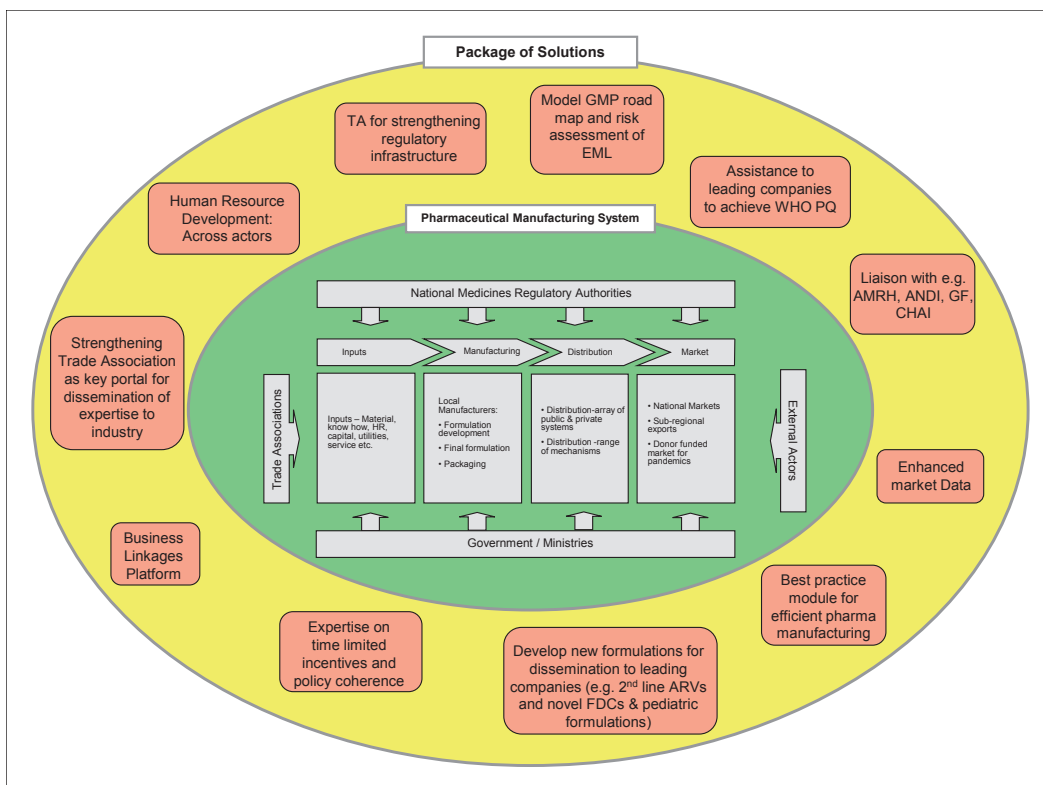 Package of Solutions
TA for strengthening
regulatory
infrastructure
Model GMP road
map and risk
assessment of
EML
Assistance to
leading companies
to achieve WHO PQ
Human Resource
Development:
Across actors
Liaison with e.g.
AMRH, ANDI, GF,
CHAI
Strengthening
Trade Association
as key portal for
dissemination of
expertise to
industry
Enhanced
market Data
Business
Linkages
Platform
Best practice
module for
efficient pharma
manufacturing
Expertise on
time limited
incentives and
policy coherence
Develop new formulations for
dissemination to leading
companies (e.g. 2nd line ARVs
and novel FDCs & pediatric
formulations)
Pharmaceutical Manufacturing System
National Medicines Regulatory Authorities
Inputs
Manufacturing
Distribution
Market
Trade Associations
Inputs – Material,
know how, HR,
capital, utilities,
service etc.
Local
Manufacturers:
• Formulation
development
• Final formulation
• Packaging
• Distribution-array of
public & private
systems
• Distribution -range
of mechanisms
• National Markets
• Sub-regional
exports
• Donor funded
market for
pandemics
External Actors
Government / Ministries